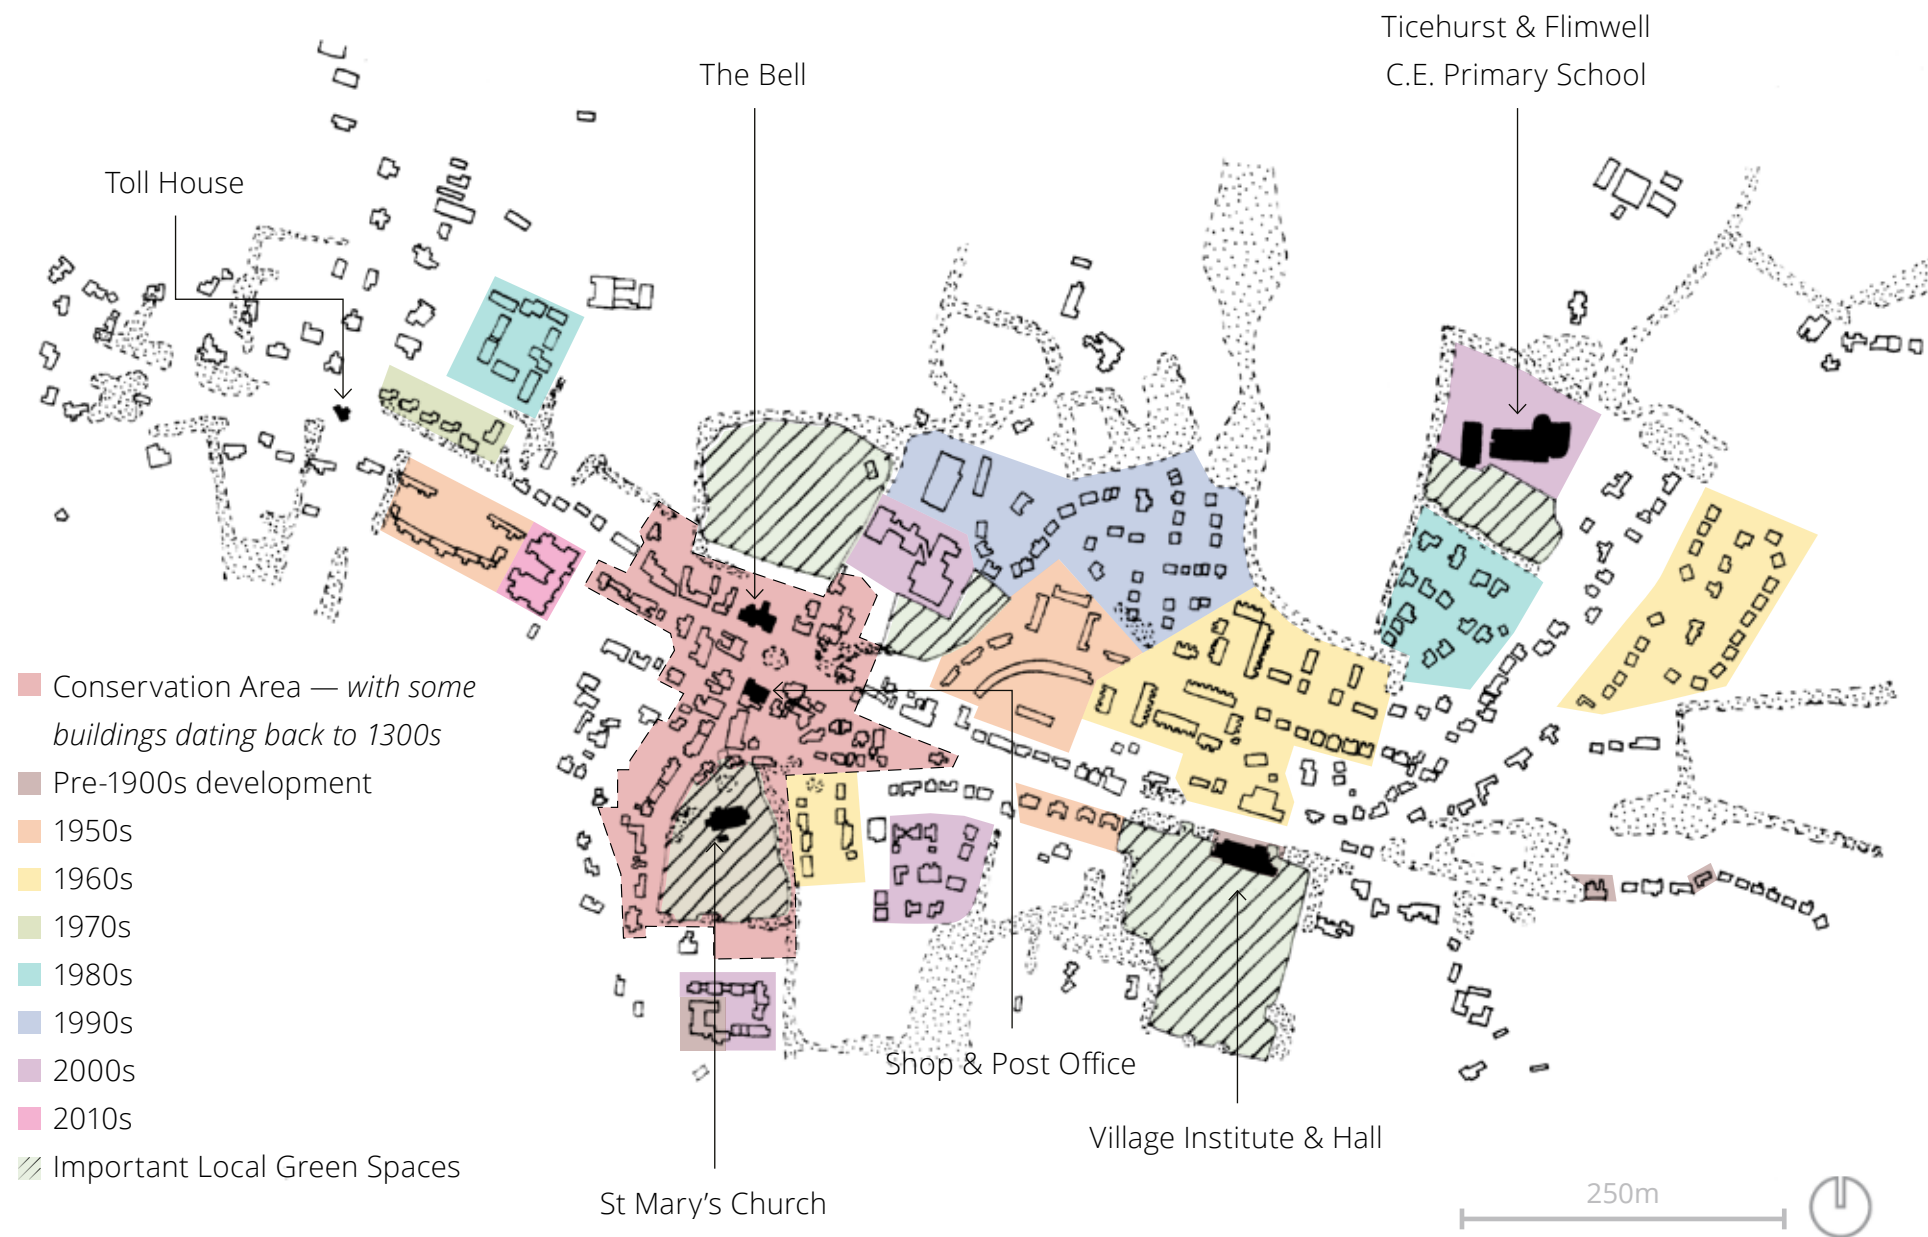 Ticehurst & Flimwell
C.E. Primary School
The Bell
Toll House
Conservation Area — with some
buildings dating back to 1300s
Pre-1900s development
1950s
1960s
1970s
1980s
1990s
2000s
2010s
Important Local Green Spaces
Shop & Post Office
Village Institute & Hall
St Mary's Church
250m